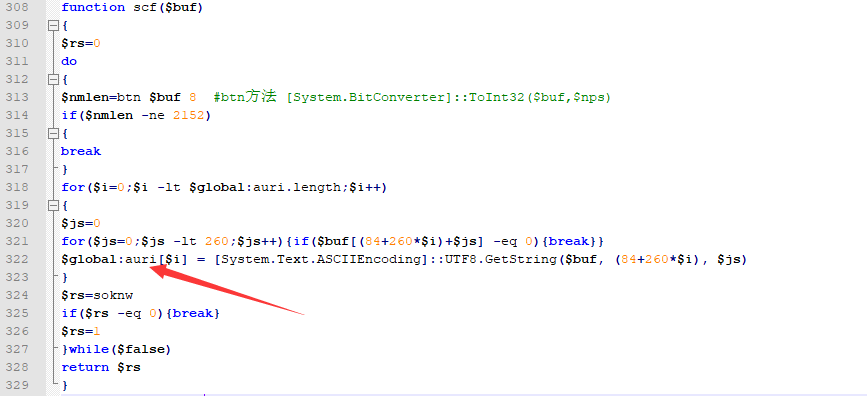 308 function scf($buf)
309 {
310 $rs=0
311 do
312 {
313 $nmlen=btn $buf 8  #btn方法 [System.BitConverter]::ToInt32($buf,$nps)
314 if($nmlen -ne 2152)
315 {
316 break
317 }
318 for($i=0;$i -lt $global:auri.length;$i++)
319 {
320 $js=0
321 for($js=0;$js -lt 260;$js++){if($buf[(84+260*$i)+$js] -eq 0){break}}
322 $global:auri[$i] = [System.Text.ASCIIEncoding]::UTF8.GetString($buf, (84+260*$i), $js)
323 }
324 $rs=soknw
325 if($rs -eq 0){break}
326 $rs=1
327 }while($false)
328 return $rs
329 }